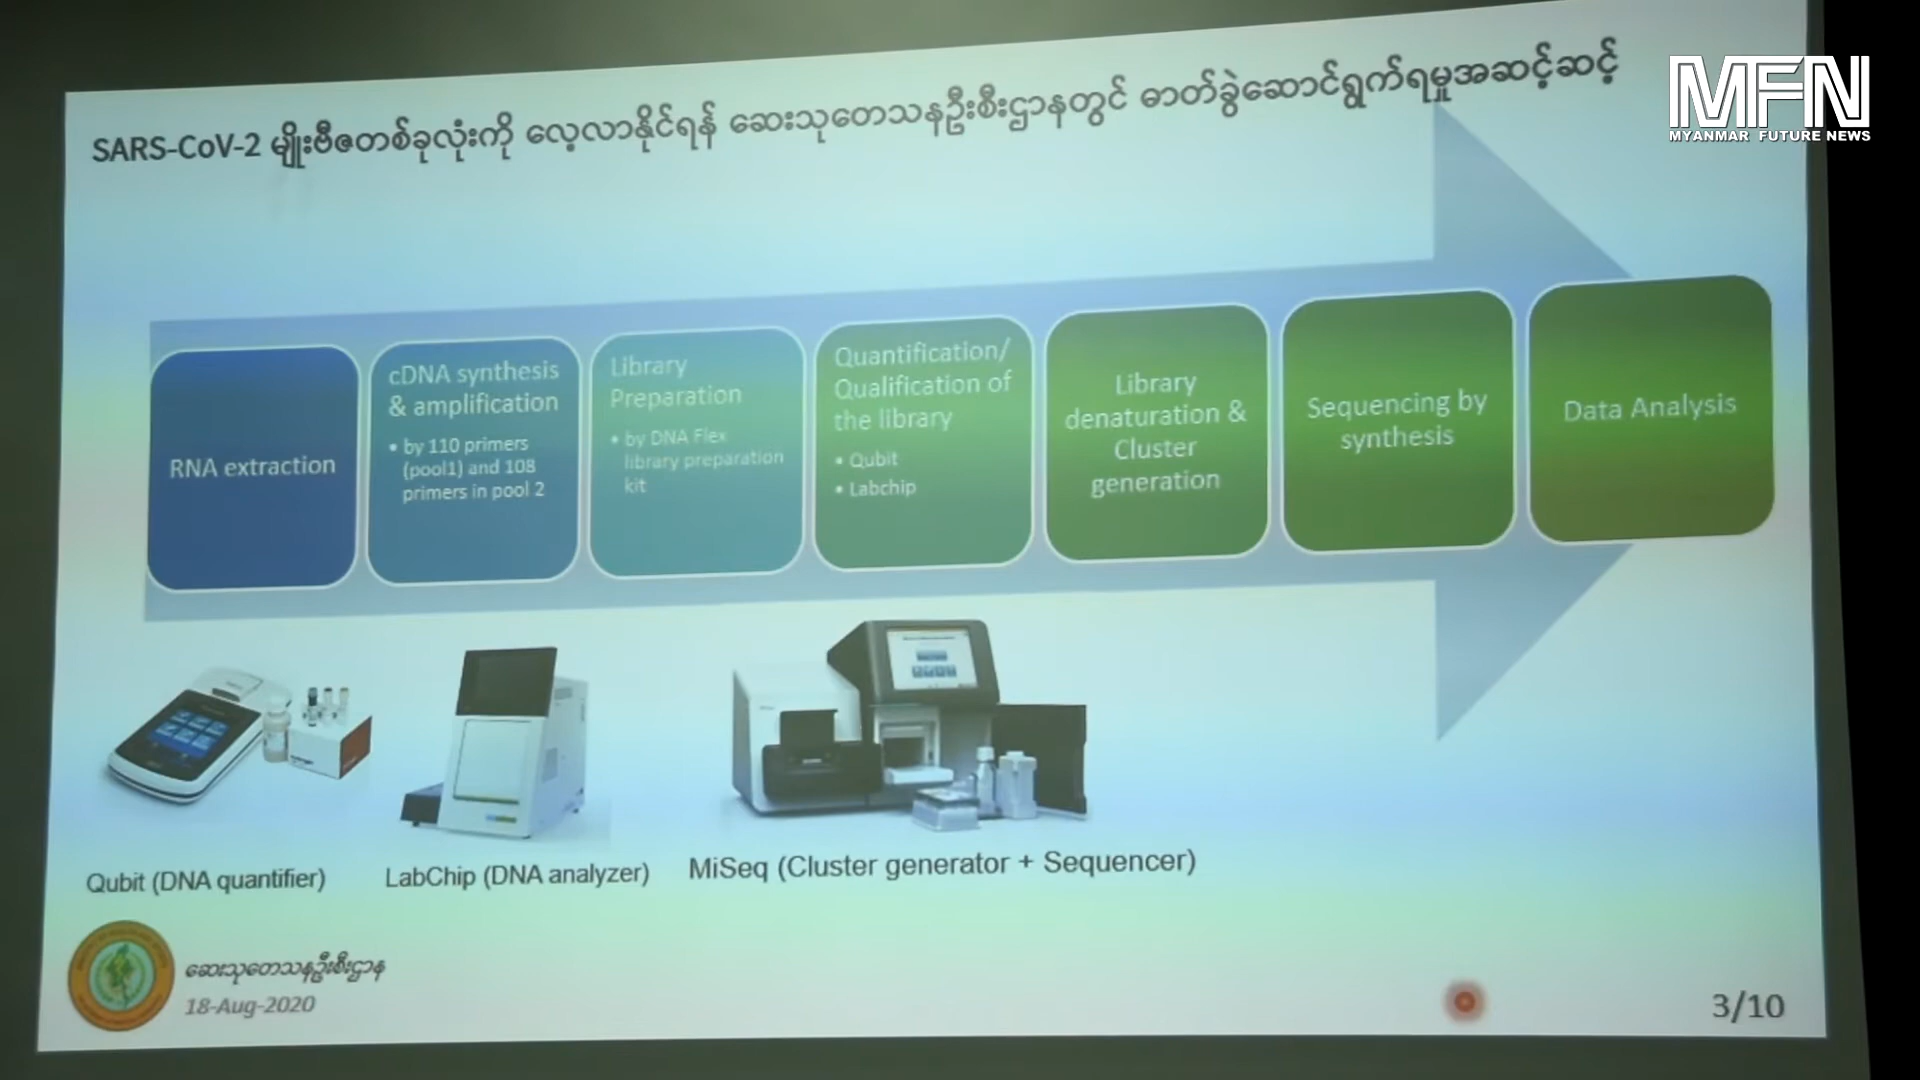 SARS-CoV-2 မျိုးဗီဇတစ်ခုလုံးကို လေ့လာနိုင်ရန် ဆေးသုတေသနဦးစီးဌာနတွင် ဓာတ်ခွဲဆောင်ရွက်ရမှုအဆင့်ဆင့်
MFN
MYANMAR FUTURE NEWS
RNA extraction
cDNA synthesis
& amplification
• by 110 primers
(pool1) and 108
primers in pool 2
Library
Preparation
• by DNA Flex
library preparation
kit
Quantification/
Qualification of
the library
• Qubit
• Labchip
Library
denaturation &
Cluster
generation
Sequencing by
synthesis
Data Analysis
Qubit (DNA quantifier)
LabChip (DNA analyzer)
MiSeq (Cluster generator + Sequencer)
ဆေးသုတေသနဦးစီးဌာန
18-Aug-2020
3/10